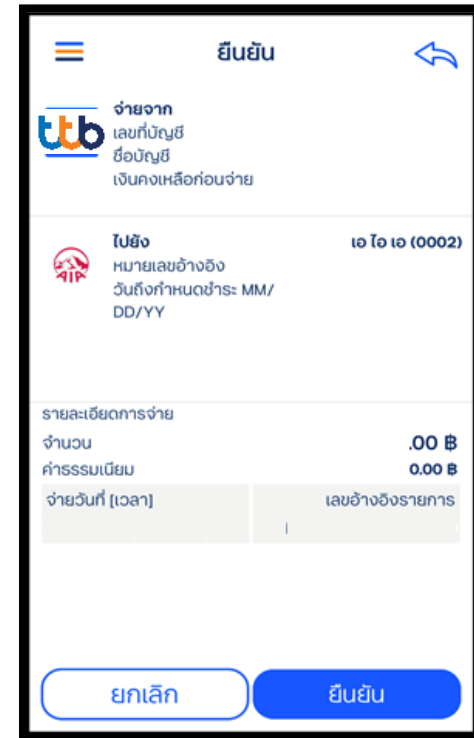 ยืนยัน
ttb
จ่ายจาก
เลขที่บัญชี
ชื่อบัญชี
เงินคงเหลือก่อนจ่าย
ไปยัง เอ ไอ เอ (0002)
AIA
หมายเลขอ้างอิง
วันถึงกำหนดชำระ MM/
DD/YY
รายละเอียดการจ่าย
จำนวน .00 ฿
ค่าธรรมเนียม 0.00 ฿
จ่ายวันที่ [เวลา] เลขอ้างอิงรายการ
ยกเลิก ยืนยัน